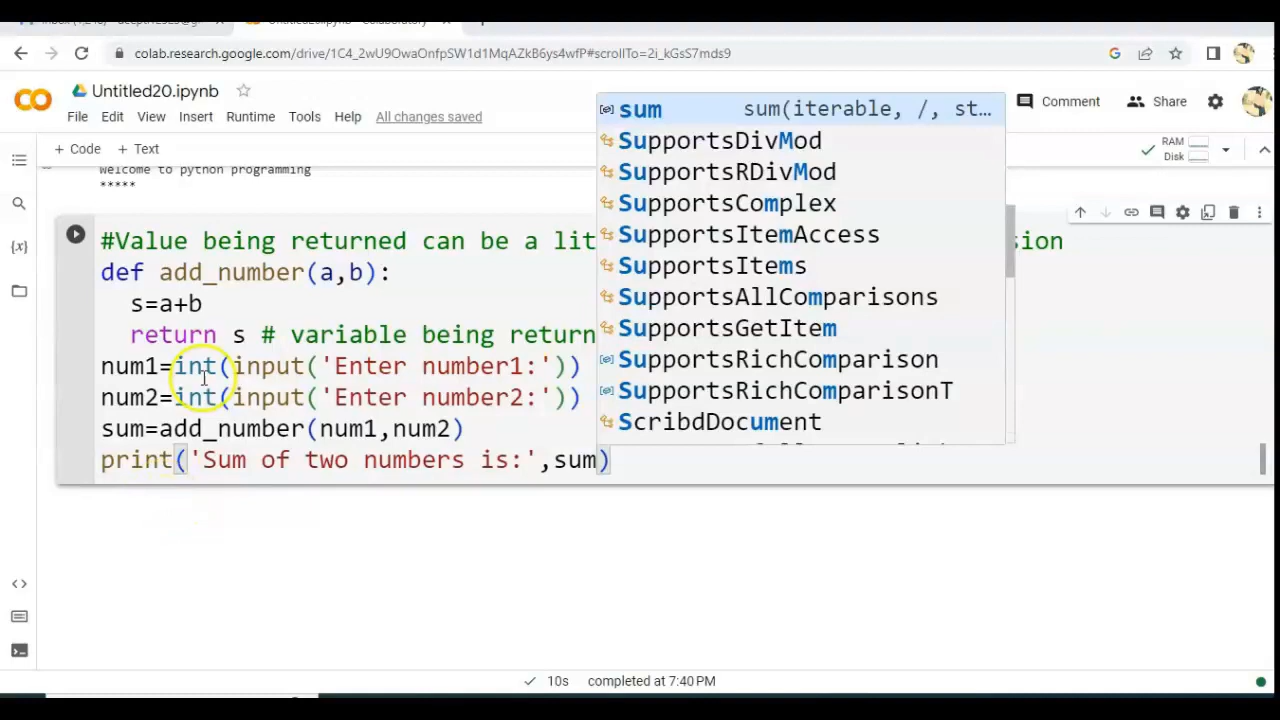 colab.research.google.com/drive/1C4_2wU9OwaOnfpSW1d1MqAZkB6ys4wfP#scrollTo=2i_kGsS7mds9
Untitled20.ipynb
File Edit View Insert Runtime Tools Help All changes saved
Comment Share
+ Code + Text
RAM
Disk
Welcome to python programming
*****
#Value being returned can be a lit
sion
def add_number(a,b):
s=a+b
return s # variable being return
num1=int(input('Enter number1:'))
num2=int(input('Enter number2:'))
sum=add_number(num1,num2)
print('Sum of two numbers is:',sum)
sum sum(iterable, /, st…
SupportsDivMod
SupportsRDivMod
SupportsComplex
SupportsItemAccess
SupportsItems
SupportsAllComparisons
SupportsGetItem
SupportsRichComparison
SupportsRichComparisonT
ScribdDocument
10s completed at 7:40 PM